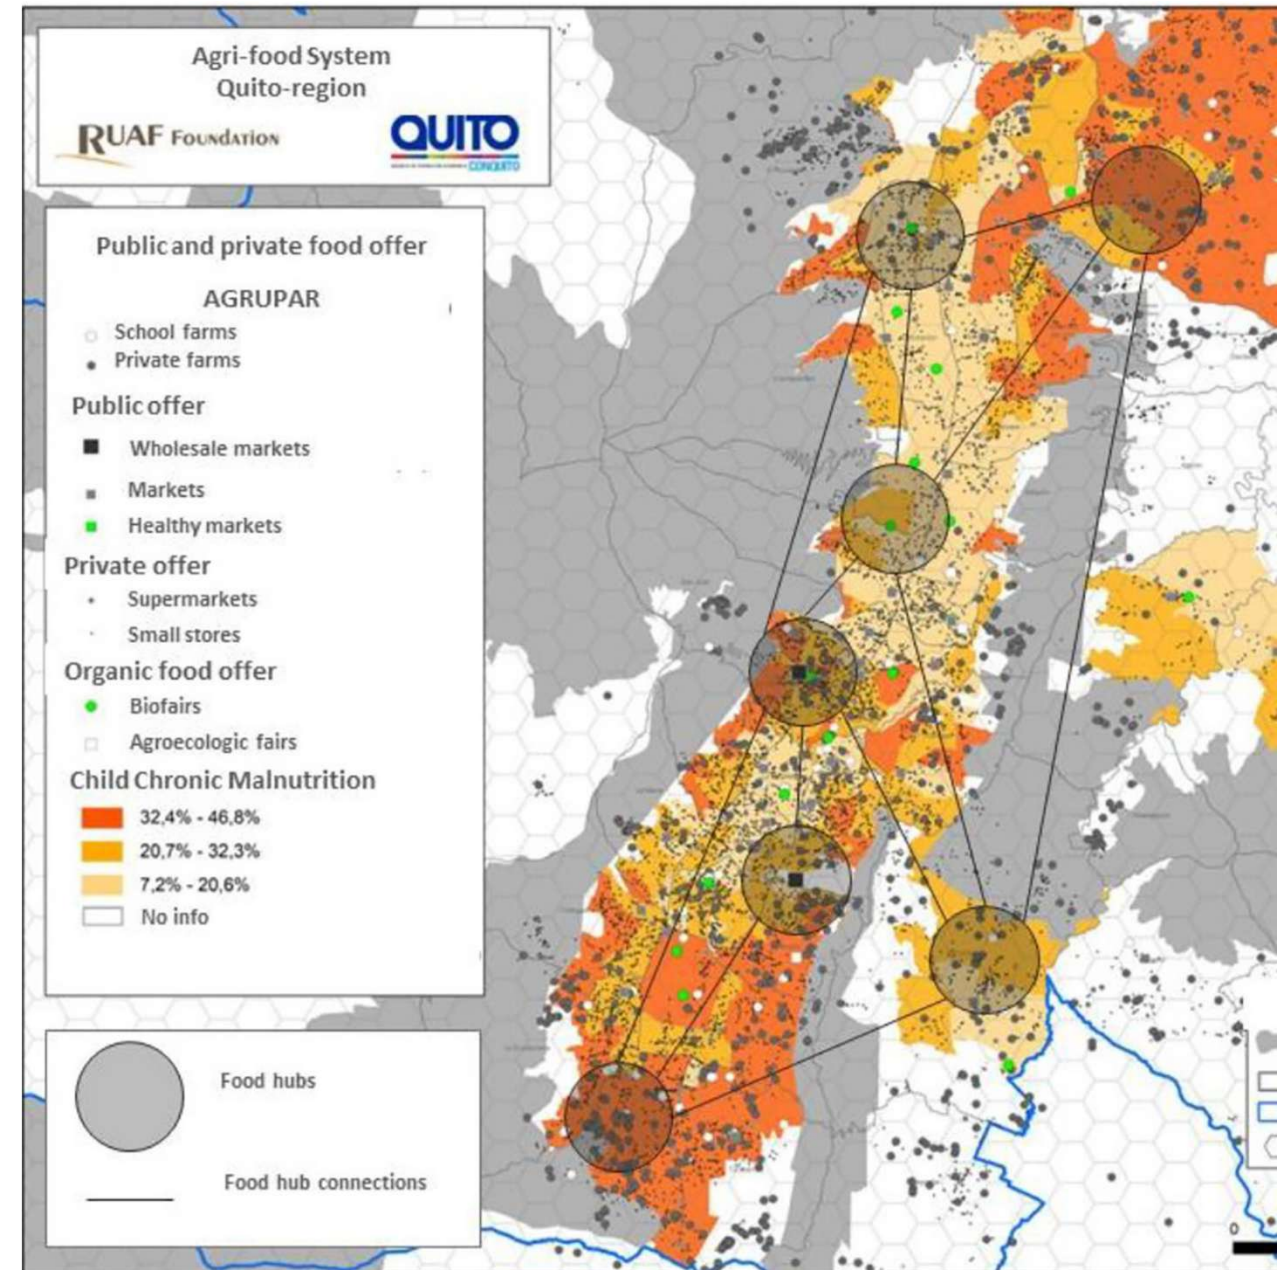 Agri-food System
Quito-region
RUAF FOUNDATION
QUITO
CONQUITO
Public and private food offer
AGRUPAR
School farms
Private farms
Public offer
Wholesale markets
Markets
Healthy markets
Private offer
Supermarkets
Small stores
Organic food offer
Biofairs
Agroecologic fairs
Child Chronic Malnutrition
32,4% - 46,8%
20,7% - 32,3%
7,2% - 20,6%
No info
Food hubs
Food hub connections
0